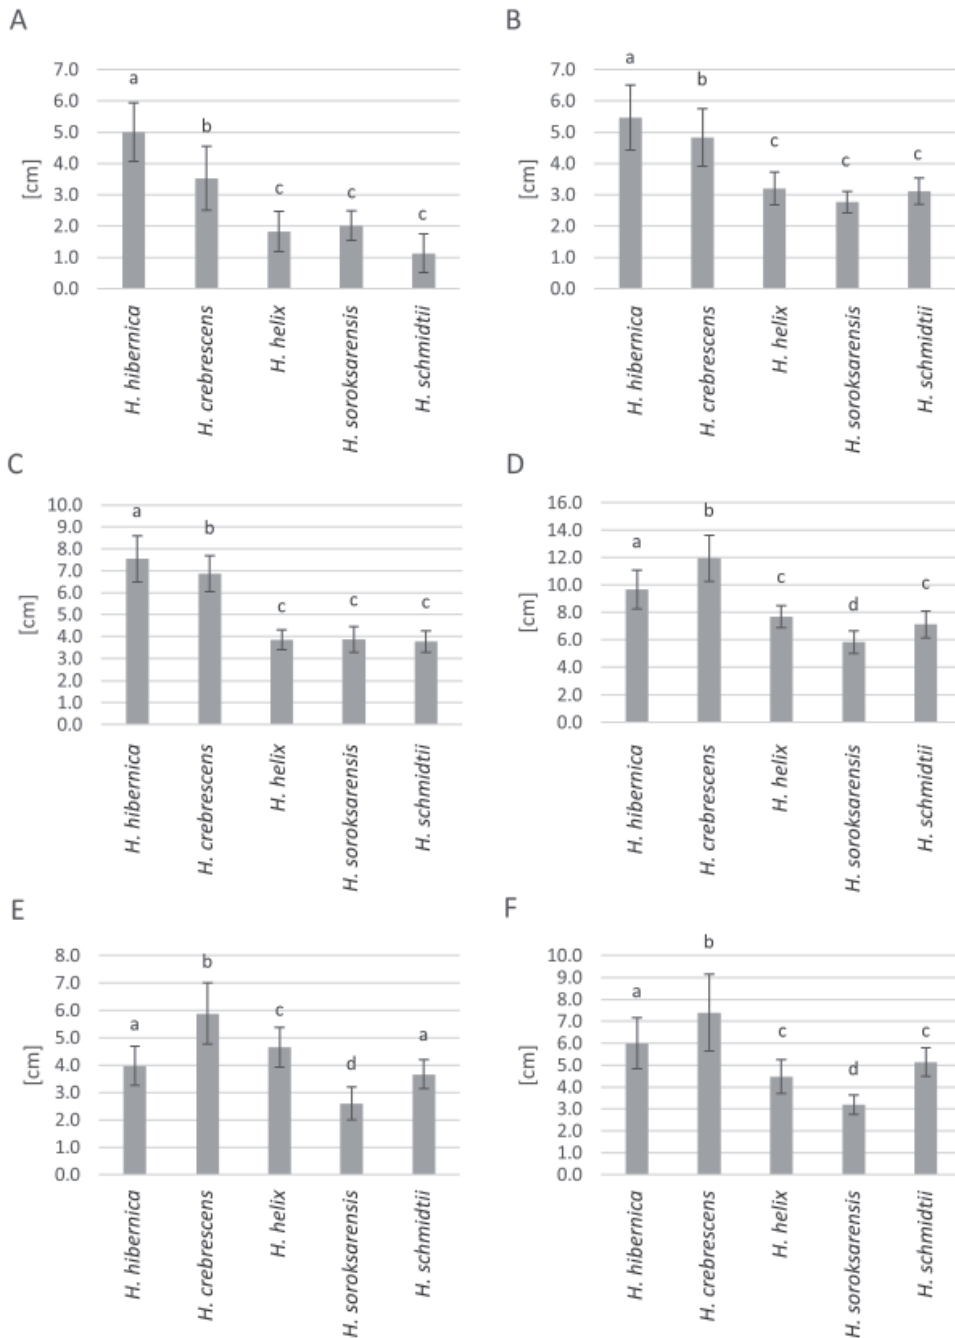 A
[cm]
7.0
6.0
5.0
4.0
3.0
2.0
1.0
0.0
a
b
c
c
c
H. hibernica
H. crebrescens
H. helix
H. soroksarensis
H. schmidtii
B
[cm]
7.0
6.0
5.0
4.0
3.0
2.0
1.0
0.0
a
b
c
c
c
H. hibernica
H. crebrescens
H. helix
H. soroksarensis
H. schmidtii
C
[cm]
10.0
9.0
8.0
7.0
6.0
5.0
4.0
3.0
2.0
1.0
0.0
a
b
c
c
c
H. hibernica
H. crebrescens
H. helix
H. soroksarensis
H. schmidtii
D
[cm]
16.0
14.0
12.0
10.0
8.0
6.0
4.0
2.0
0.0
a
b
c
d
c
H. hibernica
H. crebrescens
H. helix
H. soroksarensis
H. schmidtii
E
[cm]
8.0
7.0
6.0
5.0
4.0
3.0
2.0
1.0
0.0
a
b
c
d
a
H. hibernica
H. crebrescens
H. helix
H. soroksarensis
H. schmidtii
F
[cm]
10.0
9.0
8.0
7.0
6.0
5.0
4.0
3.0
2.0
1.0
0.0
a
b
c
d
c
H. hibernica
H. crebrescens
H. helix
H. soroksarensis
H. schmidtii